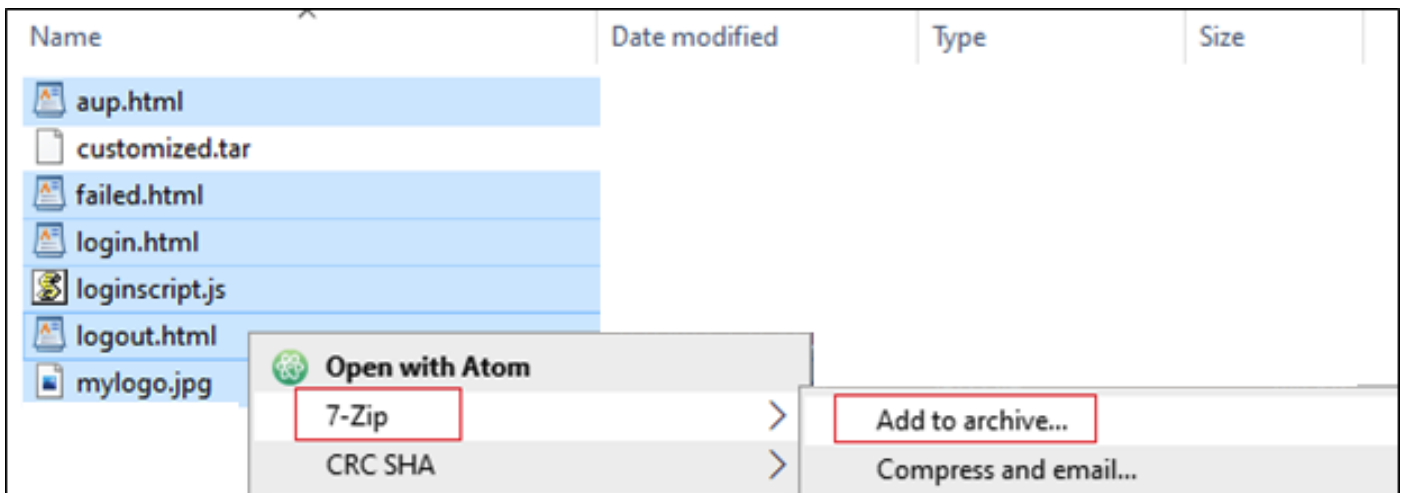 Name Date modified Type Size
aup.html
customized.tar
failed.html
login.html
loginscript.js
logout.html
Open with Atom
mylogo.jpg
7-Zip Add to archive...
CRC SHA Compress and email...